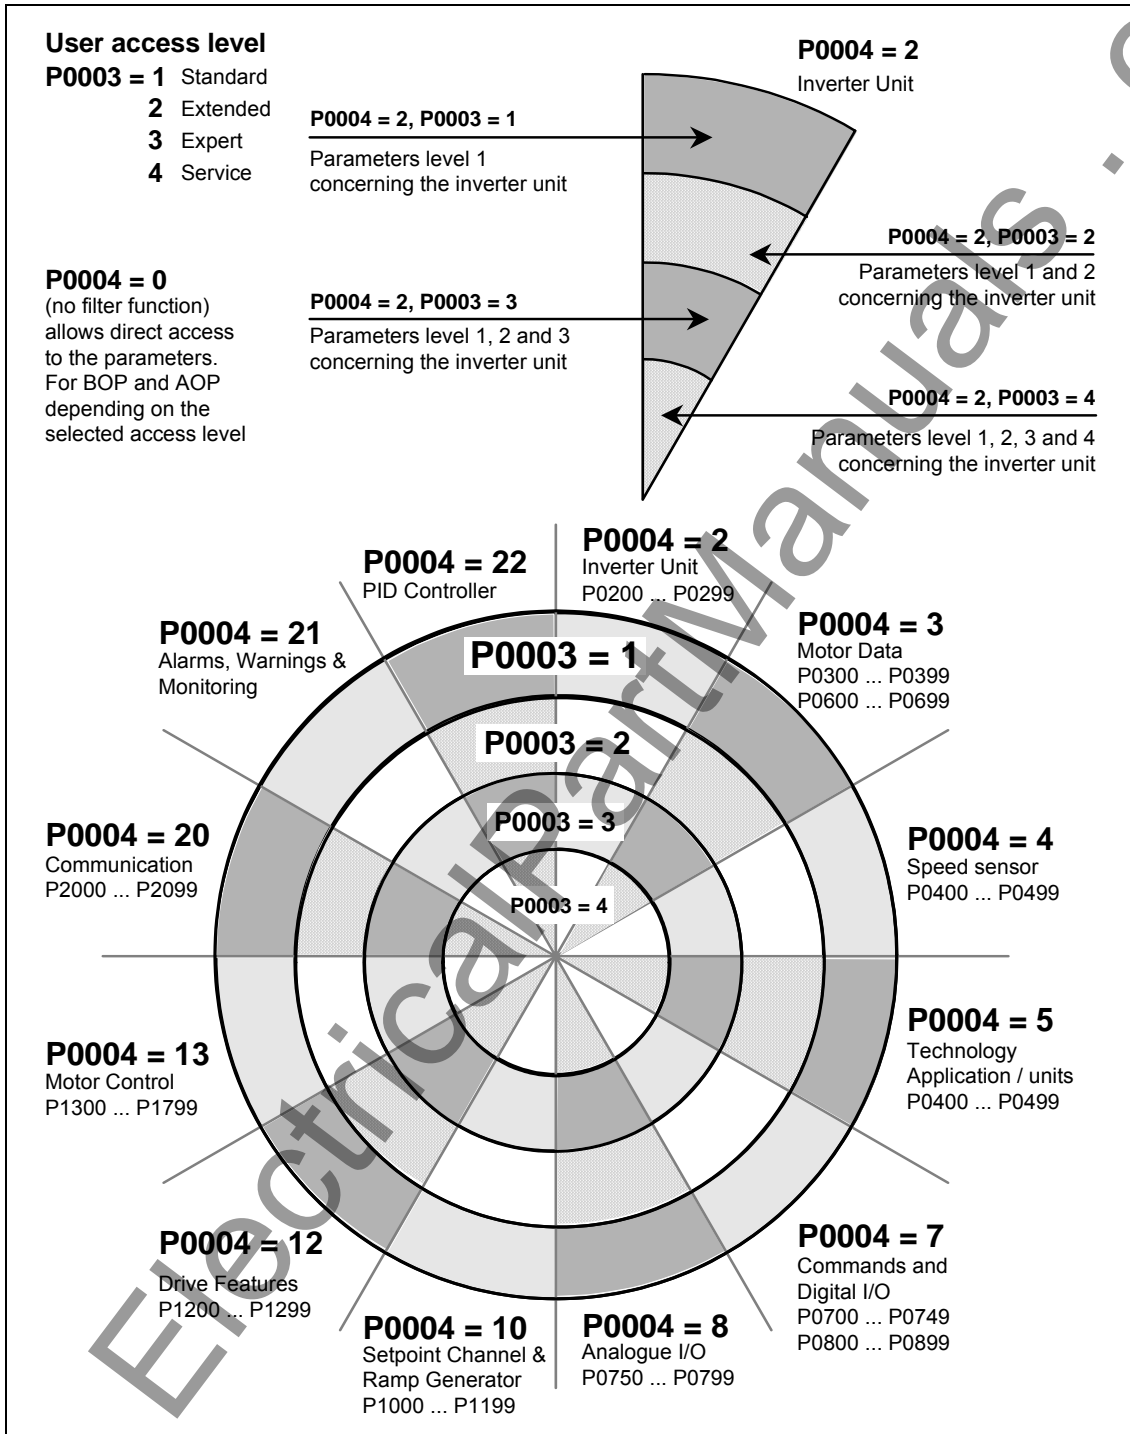 User access level
P0003 = 1 Standard
2 Extended
3 Expert
4 Service
P0004 = 0
(no filter function)
allows direct access
to the parameters.
For BOP and AOP
depending on the
selected access level
P0004 = 2, P0003 = 1
Parameters level 1
concerning the inverter unit
P0004 = 2, P0003 = 3
Parameters level 1, 2 and 3
concerning the inverter unit
P0004 = 2
Inverter Unit
P0004 = 2, P0003 = 2
Parameters level 1 and 2
concerning the inverter unit
P0004 = 2, P0003 = 4
Parameters level 1, 2, 3 and 4
concerning the inverter unit
P0004 = 22
PID Controller
P0004 = 2
Inverter Unit
P0200 ... P0299
P0004 = 21
Alarms, Warnings &
Monitoring
P0004 = 3
Motor Data
P0300 ... P0399
P0600 ... P0699
P0003 = 1
P0003 = 2
P0003 = 3
P0003 = 4
P0004 = 20
Communication
P2000 ... P2099
P0004 = 4
Speed sensor
P0400 ... P0499
P0004 = 13
Motor Control
P1300 ... P1799
P0004 = 5
Technology
Application / units
P0400 ... P0499
P0004 = 12
Drive Features
P1200 ... P1299
P0004 = 7
Commands and
Digital I/O
P0700 ... P0749
P0800 ... P0899
P0004 = 10
Setpoint Channel &
Ramp Generator
P1000 ... P1199
P0004 = 8
Analogue I/O
P0750 ... P0799
ElectricalPartManuals .